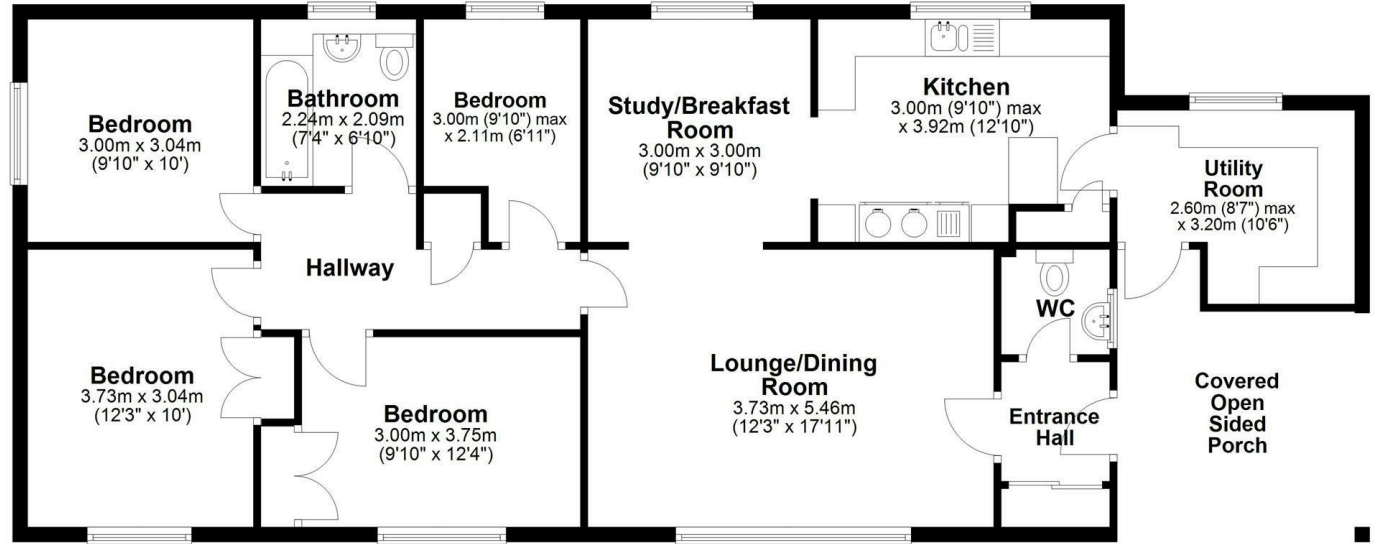 Bedroom
3.00m x 3.04m
(9'10" x 10')
Bathroom
2.24m x 2.09m
(7'4" x 6'10")
Bedroom
3.00m (9'10") max
x 2.11m (6'11")
Study/Breakfast
Room
3.00m x 3.00m
(9'10" x 9'10")
Kitchen
3.00m (9'10") max
x 3.92m (12'10")
Utility
Room
2.60m (8'7") max
x 3.20m (10'6")
Hallway
WC
Bedroom
3.73m x 3.04m
(12'3" x 10')
Bedroom
3.00m x 3.75m
(9'10" x 12'4")
Lounge/Dining
Room
3.73m x 5.46m
(12'3" x 17'11")
Entrance
Hall
Covered
Open
Sided
Porch